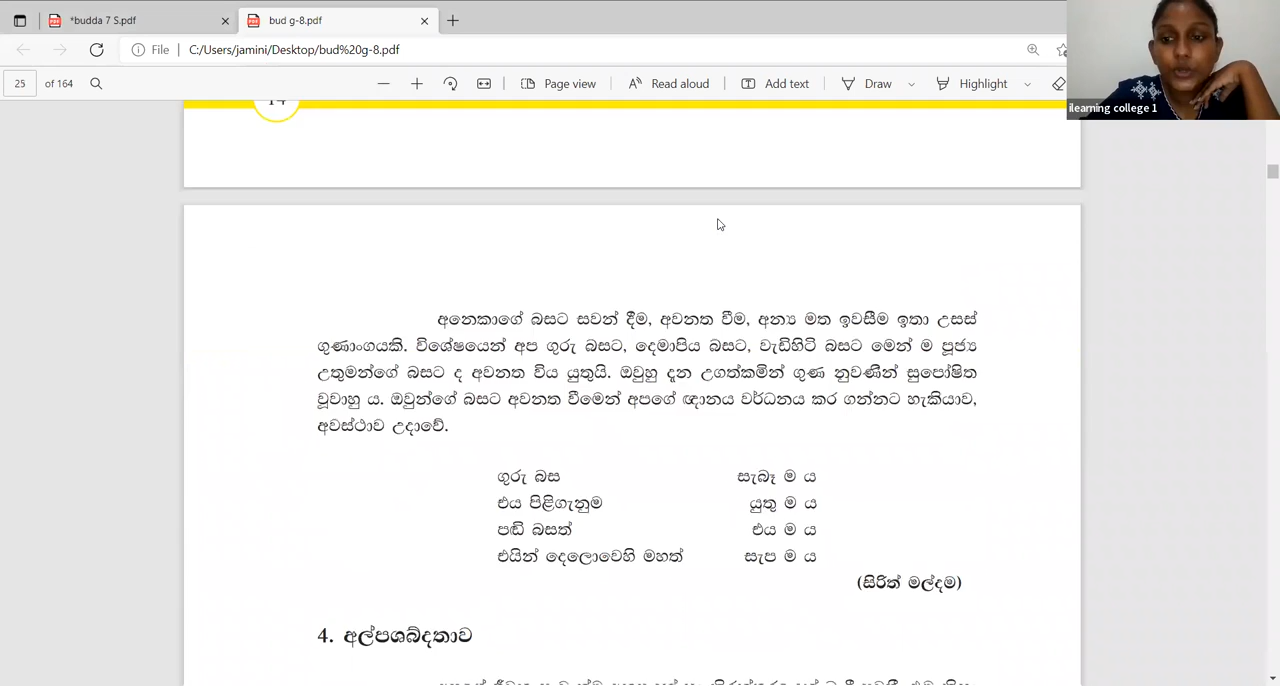 *budda 7 S.pdf
bud g-8.pdf
File
C:/Users/jamini/Desktop/bud%20g-8.pdf
25 of 164
Page view
Read aloud
Add text
Draw
Highlight
ilearning college 1
14
අනෙකාගේ බසට සවන් දීම, අවනත වීම, අන්‍ය මත ඉවසීම ඉතා උසස්
ගුණාංගයකි. විශේෂයෙන් අප ගුරු බසට, දෙමාපිය බසට, වැඩිහිටි බසට මෙන් ම පූජ්‍ය
උතුමන්ගේ බසට ද අවනත විය යුතුයි. ඔවුහු දැන උගත්කමින් ගුණ නුවණින් සුපෝෂිත
වූවාහු ය. ඔවුන්ගේ බසට අවනත වීමෙන් අපගේ ඥානය වර්ධනය කර ගන්නට හැකියාව,
අවස්ථාව උදාවේ.
ගුරු බස සැබෑ ම ය
එය පිළිගැනුම යුතු ම ය
පඬි බසත් එය ම ය
එයින් දෙලොවෙහි මහත් සැප ම ය
(සිරිත් මල්දම)
4. අල්පශබ්දතාව